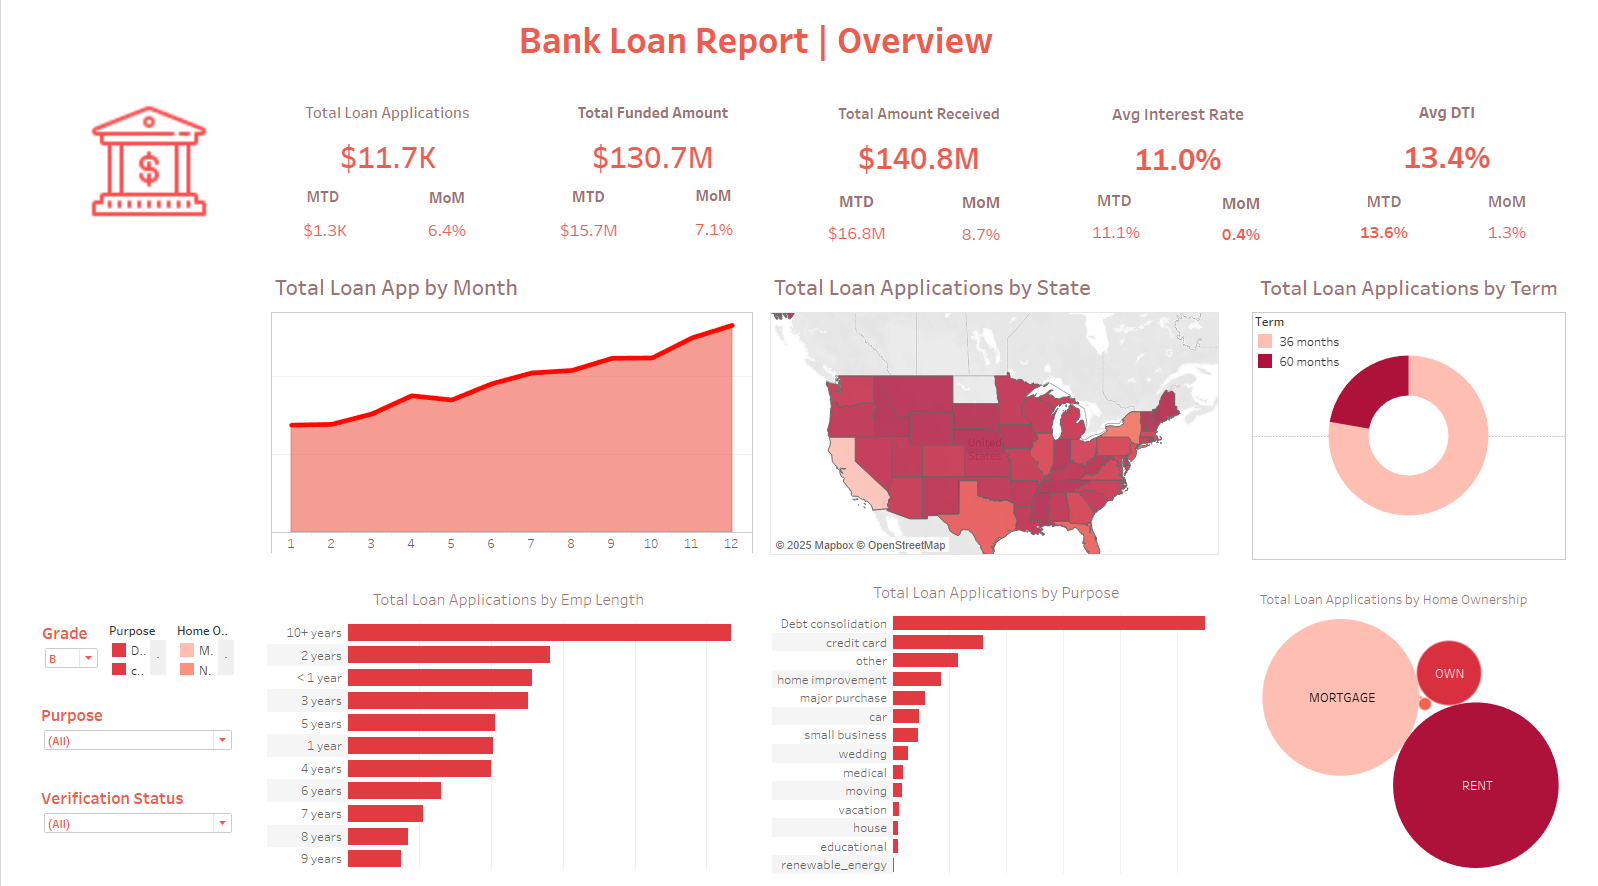 Bank Loan Report | Overview
Total Loan Applications
$11.7K
MTD MoM
$1.3K 6.4%
Total Funded Amount
$130.7M
MTD MoM
$15.7M 7.1%
Total Amount Received
$140.8M
MTD MoM
$16.8M 8.7%
Avg Interest Rate
11.0%
MTD MoM
11.1% 0.4%
Avg DTI
13.4%
MTD MoM
13.6% 1.3%
$
Total Loan App by Month
1 2 3 4 5 6 7 8 9 10 11 12
Total Loan Applications by State
United
States
© 2025 Mapbox © OpenStreetMap
Total Loan Applications by Term
Term
36 months
60 months
Grade
B
Purpose
D..
c..
Home O..
M.
N.
Purpose
(All)
Verification Status
(All)
Total Loan Applications by Emp Length
10+ years
2 years
< 1 year
3 years
5 years
1 year
4 years
6 years
7 years
8 years
9 years
Total Loan Applications by Purpose
Debt consolidation
credit card
other
home improvement
major purchase
car
small business
wedding
medical
moving
vacation
house
educational
renewable_energy
Total Loan Applications by Home Ownership
MORTGAGE
OWN
RENT